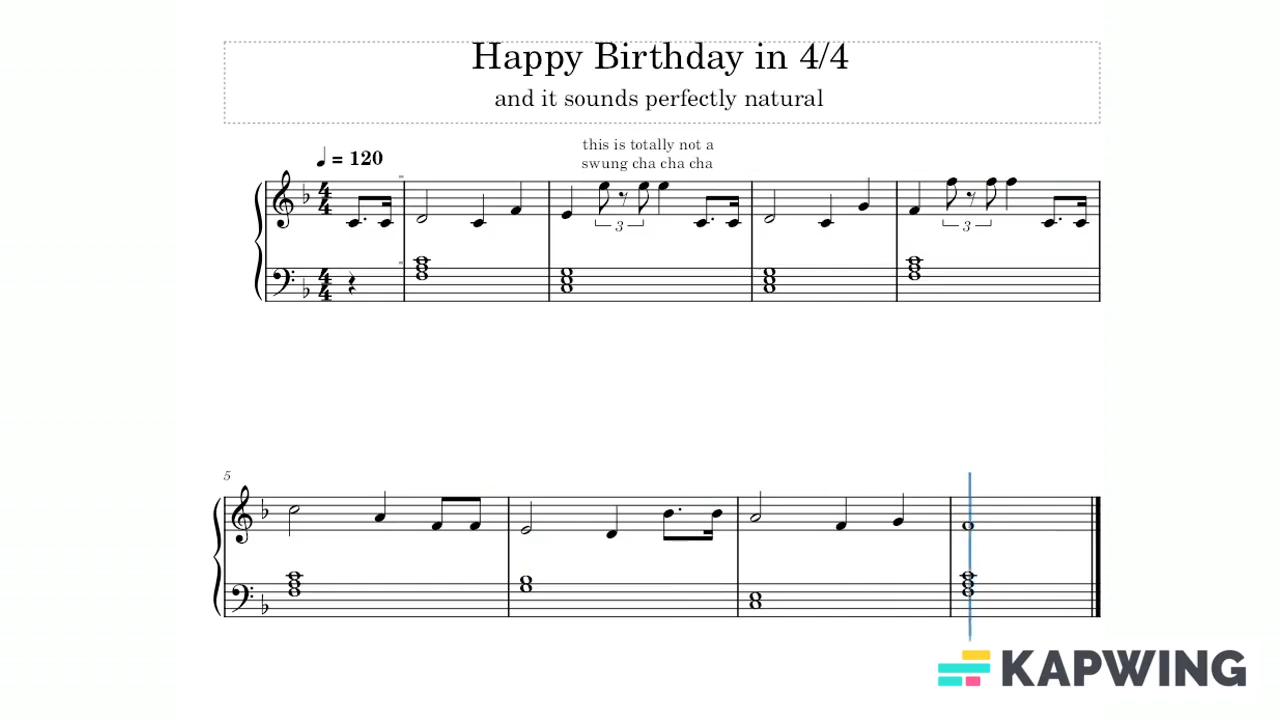 Happy Birthday in 4/4
and it sounds perfectly natural
this is totally not a
swung cha cha cha
♩ = 120
4
4
3
3
4
4
5
KAPWING